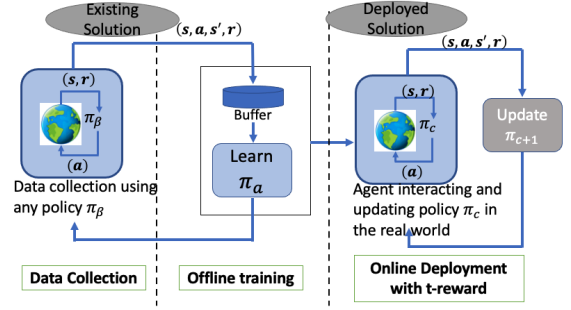 Existing
Solution
Deployed
Solution
(s, a, s′, r)
(s, a, s′, r)
(s, r)
π_β
(a)
Buffer
Learn
π_a
(s, r)
π_c
(a)
Update
π_{c+1}
Data collection using
any policy π_β
Agent interacting and
updating policy π_c in
the real world
Data Collection
Offline training
Online Deployment
with t-reward